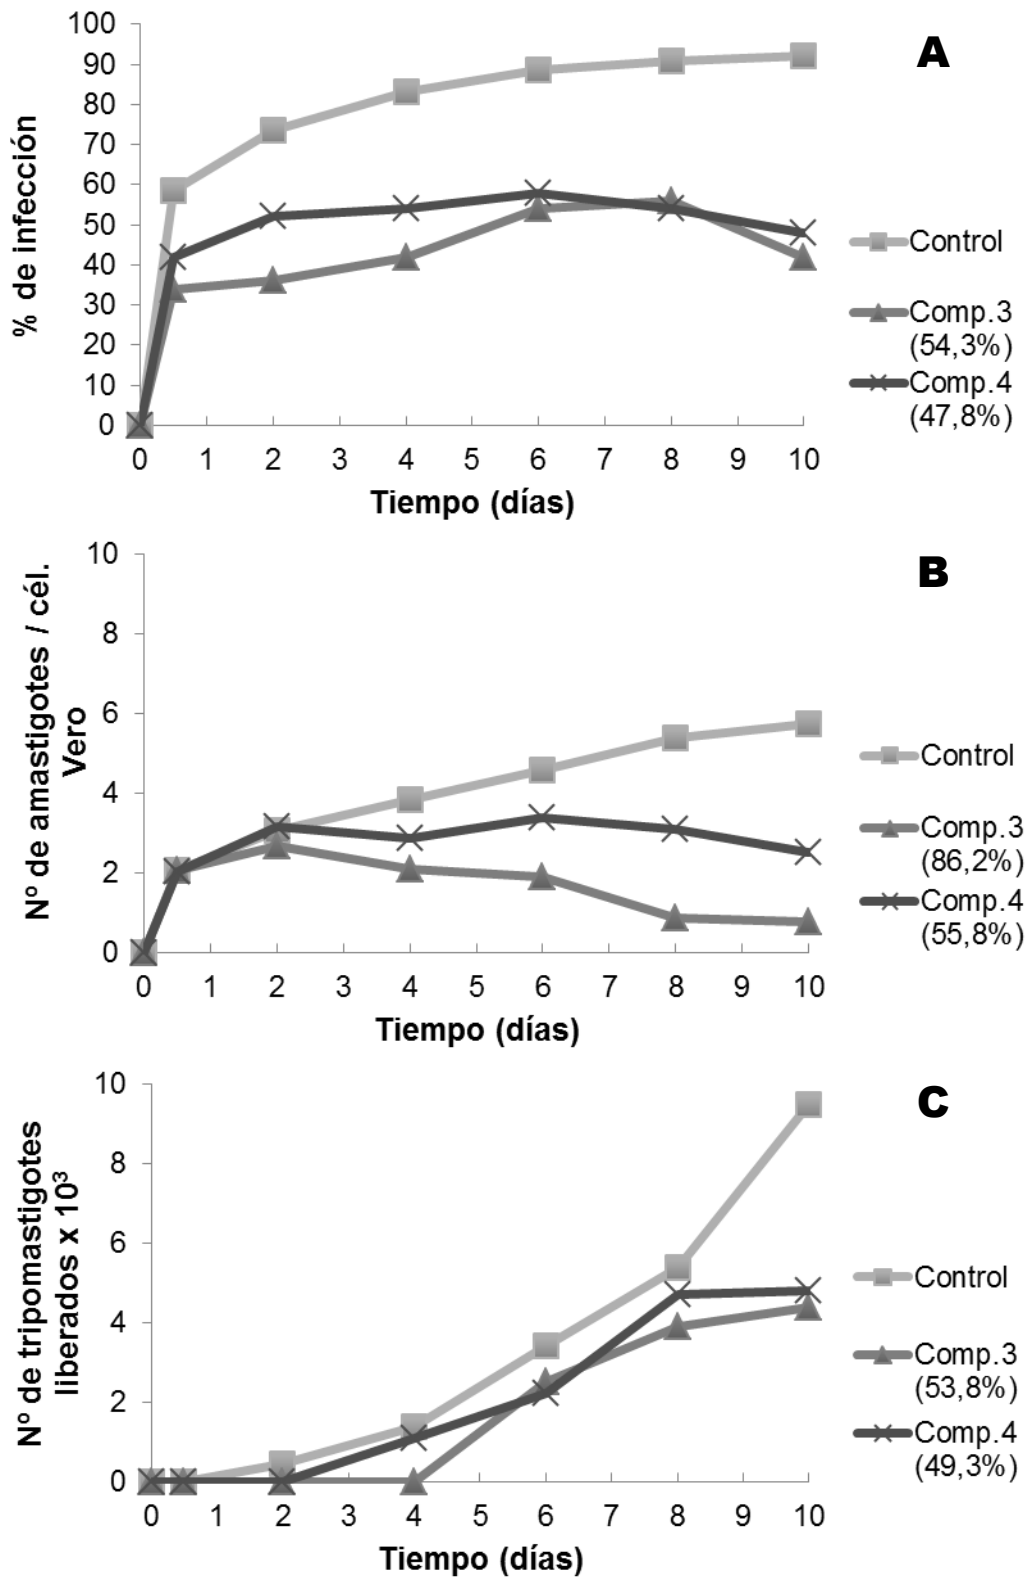 A
% de infección
100
90
80
70
60
50
40
30
20
10
0
0 1 2 3 4 5 6 7 8 9 10
Tiempo (días)
Control
Comp.3
(54,3%)
Comp.4
(47,8%)
B
Nº de amastigotes / cél.
Vero
10
8
6
4
2
0
0 1 2 3 4 5 6 7 8 9 10
Tiempo (días)
Control
Comp.3
(86,2%)
Comp.4
(55,8%)
C
Nº de tripomastigotes
liberados x 10³
10
8
6
4
2
0
0 1 2 3 4 5 6 7 8 9 10
Tiempo (días)
Control
Comp.3
(53,8%)
Comp.4
(49,3%)